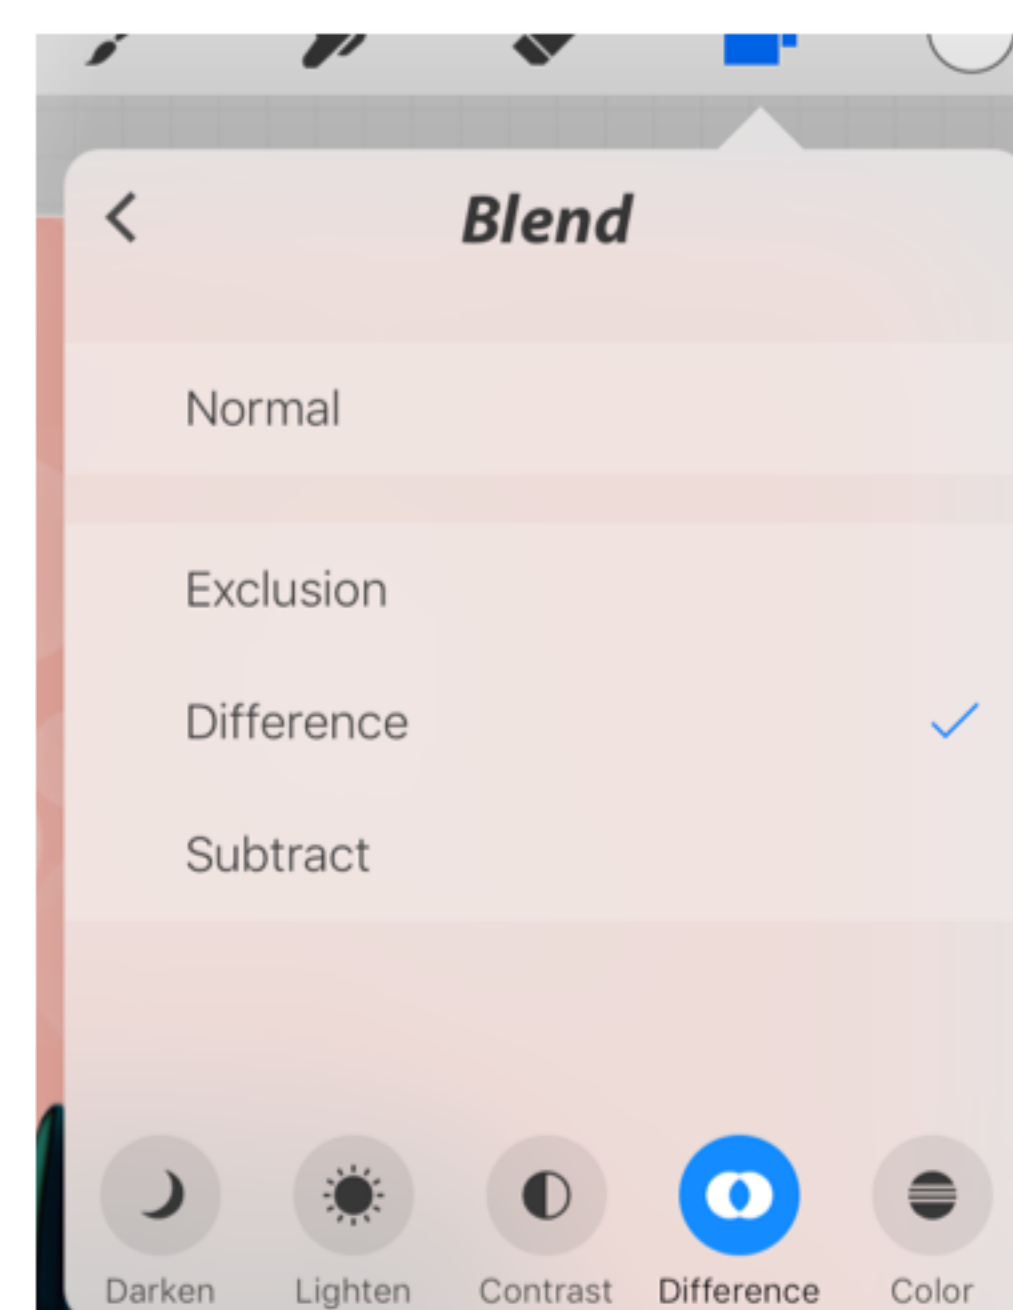 Blend
Normal
Exclusion
Difference
Subtract
Darken Lighten Contrast Difference Color